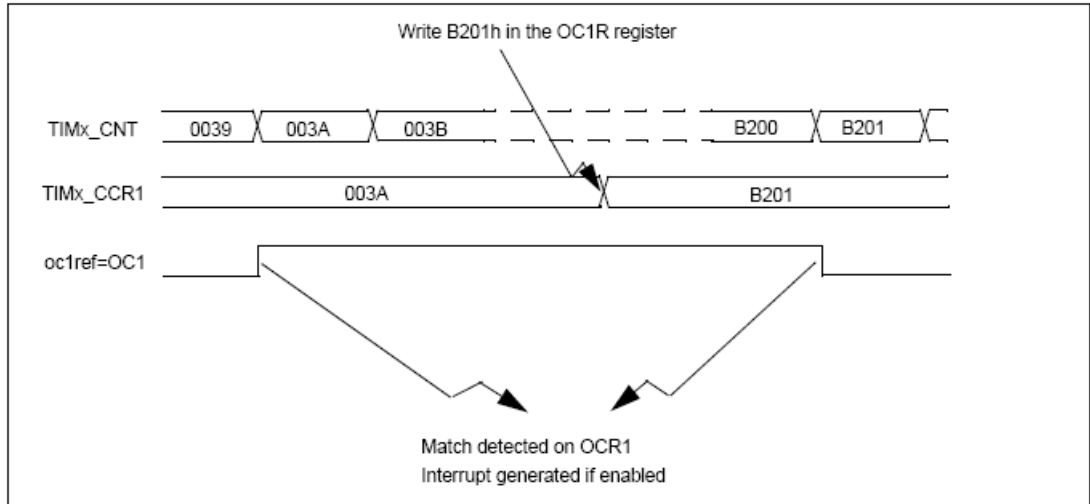 Write B201h in the OC1R register
TIMx_CNT 0039 003A 003B B200 B201
TIMx_CCR1 003A B201
oc1ref=OC1
Match detected on OCR1
Interrupt generated if enabled